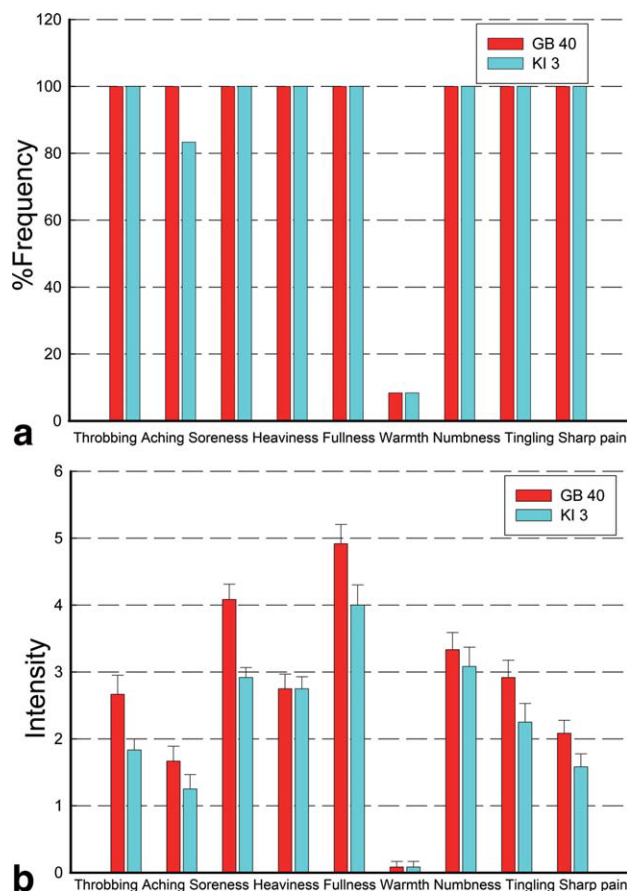 120
GB 40
KI 3
100
80
60
%Frequency
40
20
0
a
Throbbing Aching Soreness Heaviness Fullness Warmth Numbness Tingling Sharp pain
6
GB 40
KI 3
5
4
3
Intensity
2
1
0
b
Throbbing Aching Soreness Heaviness Fullness Warmth Numbness Tingling Sharp pain